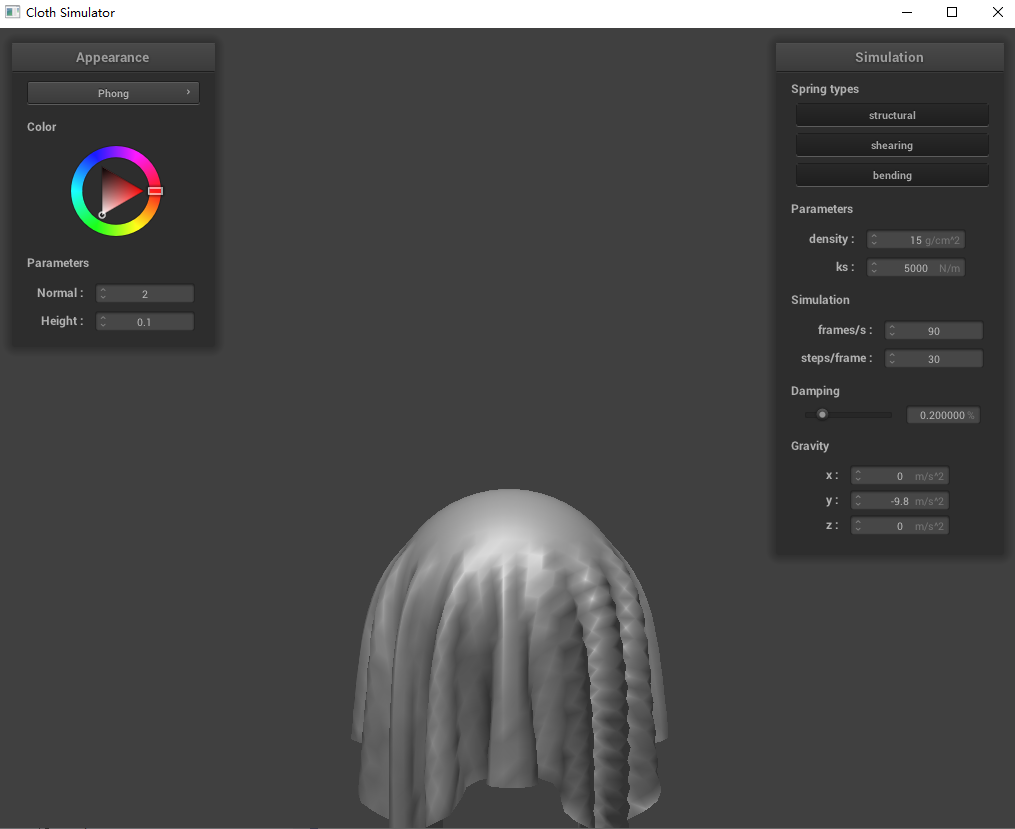 Cloth Simulator
Appearance
Phong
Color
Parameters
Normal : 2
Height : 0.1
Simulation
Spring types
structural
shearing
bending
Parameters
density : 15 g/cm^2
ks : 5000 N/m
Simulation
frames/s : 90
steps/frame : 30
Damping
0.200000 %
Gravity
x : 0 m/s^2
y : -9.8 m/s^2
z : 0 m/s^2